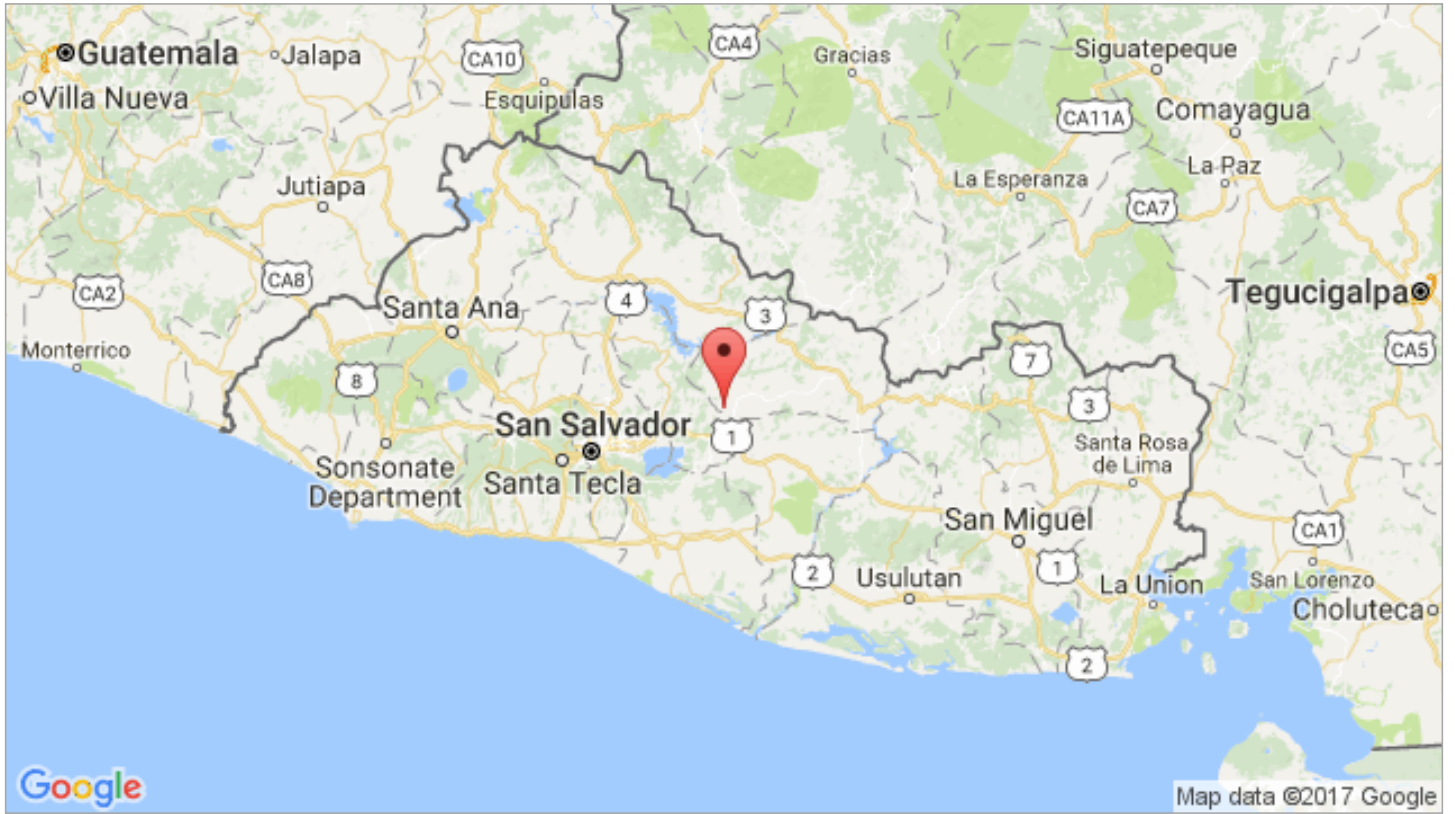 Guatemala
Jalapa
CA10
CA4
Gracias
Siguatepeque
Villa Nueva
Esquipulas
CA11A
Comayagua
Jutiapa
La Esperanza
La Paz
CA7
CA2
CA8
Santa Ana
4
3
Tegucigalpa
Monterrico
8
7
CA5
San Salvador
1
3
Sonsonate
Department
Santa Tecla
Santa Rosa
de Lima
San Miguel
CA1
2
Usulutan
1
La Union
San Lorenzo
Choluteca
2
Google
Map data ©2017 Google